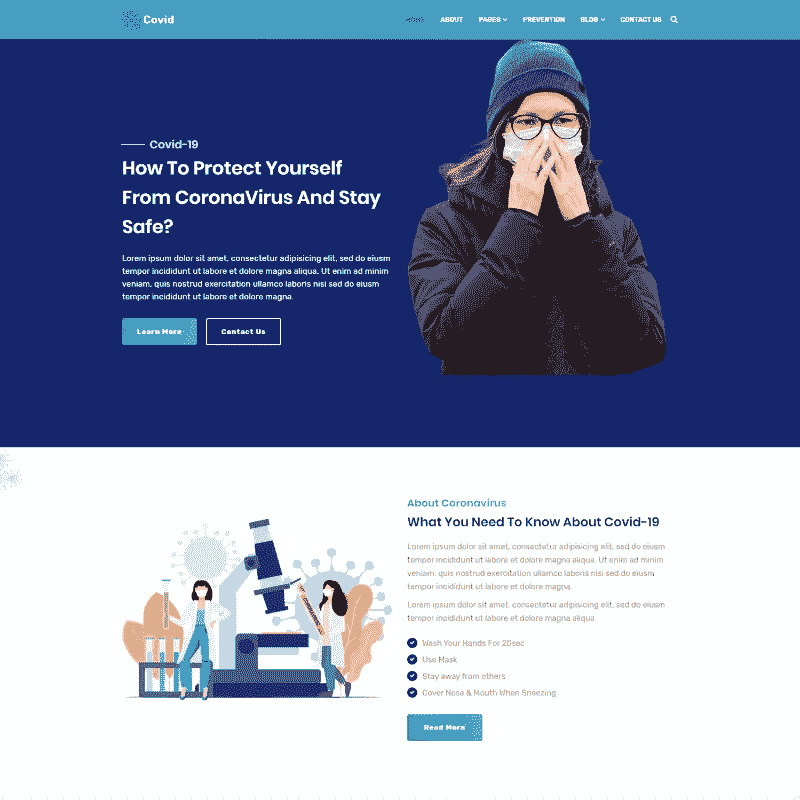 Covid
HOME ABOUT PAGES PREVENTION BLOG CONTACT US
Covid-19
How To Protect Yourself
From CoronaVirus And Stay
Safe?
Lorem ipsum dolor sit amet, consectetur adipisicing elit, sed do eiusm
tempor incididunt ut labore et dolore magna aliqua. Ut enim ad minim
veniam, quis nostrud exercitation ullamco laboris nisi sed do eiusm
tempor incididunt ut labore et dolore magna.
Learn More Contact Us
About Coronavirus
What You Need To Know About Covid-19
Lorem ipsum dolor sit amet, consectetur adipisicing elit, sed do eiusm
tempor incididunt ut labore et dolore magna aliqua. Ut enim ad minim
veniam, quis nostrud exercitation ullamco laboris nisi sed do eiusm
tempor incididunt ut labore et dolore magna.
Lorem ipsum dolor sit amet, consectetur adipisicing elit, sed do eiusm
tempor incididunt ut labore et dolore magna aliqua.
Wash Your Hands For 20sec
Use Mask
Stay away from others
Cover Nose & Mouth When Sneezing
Read More